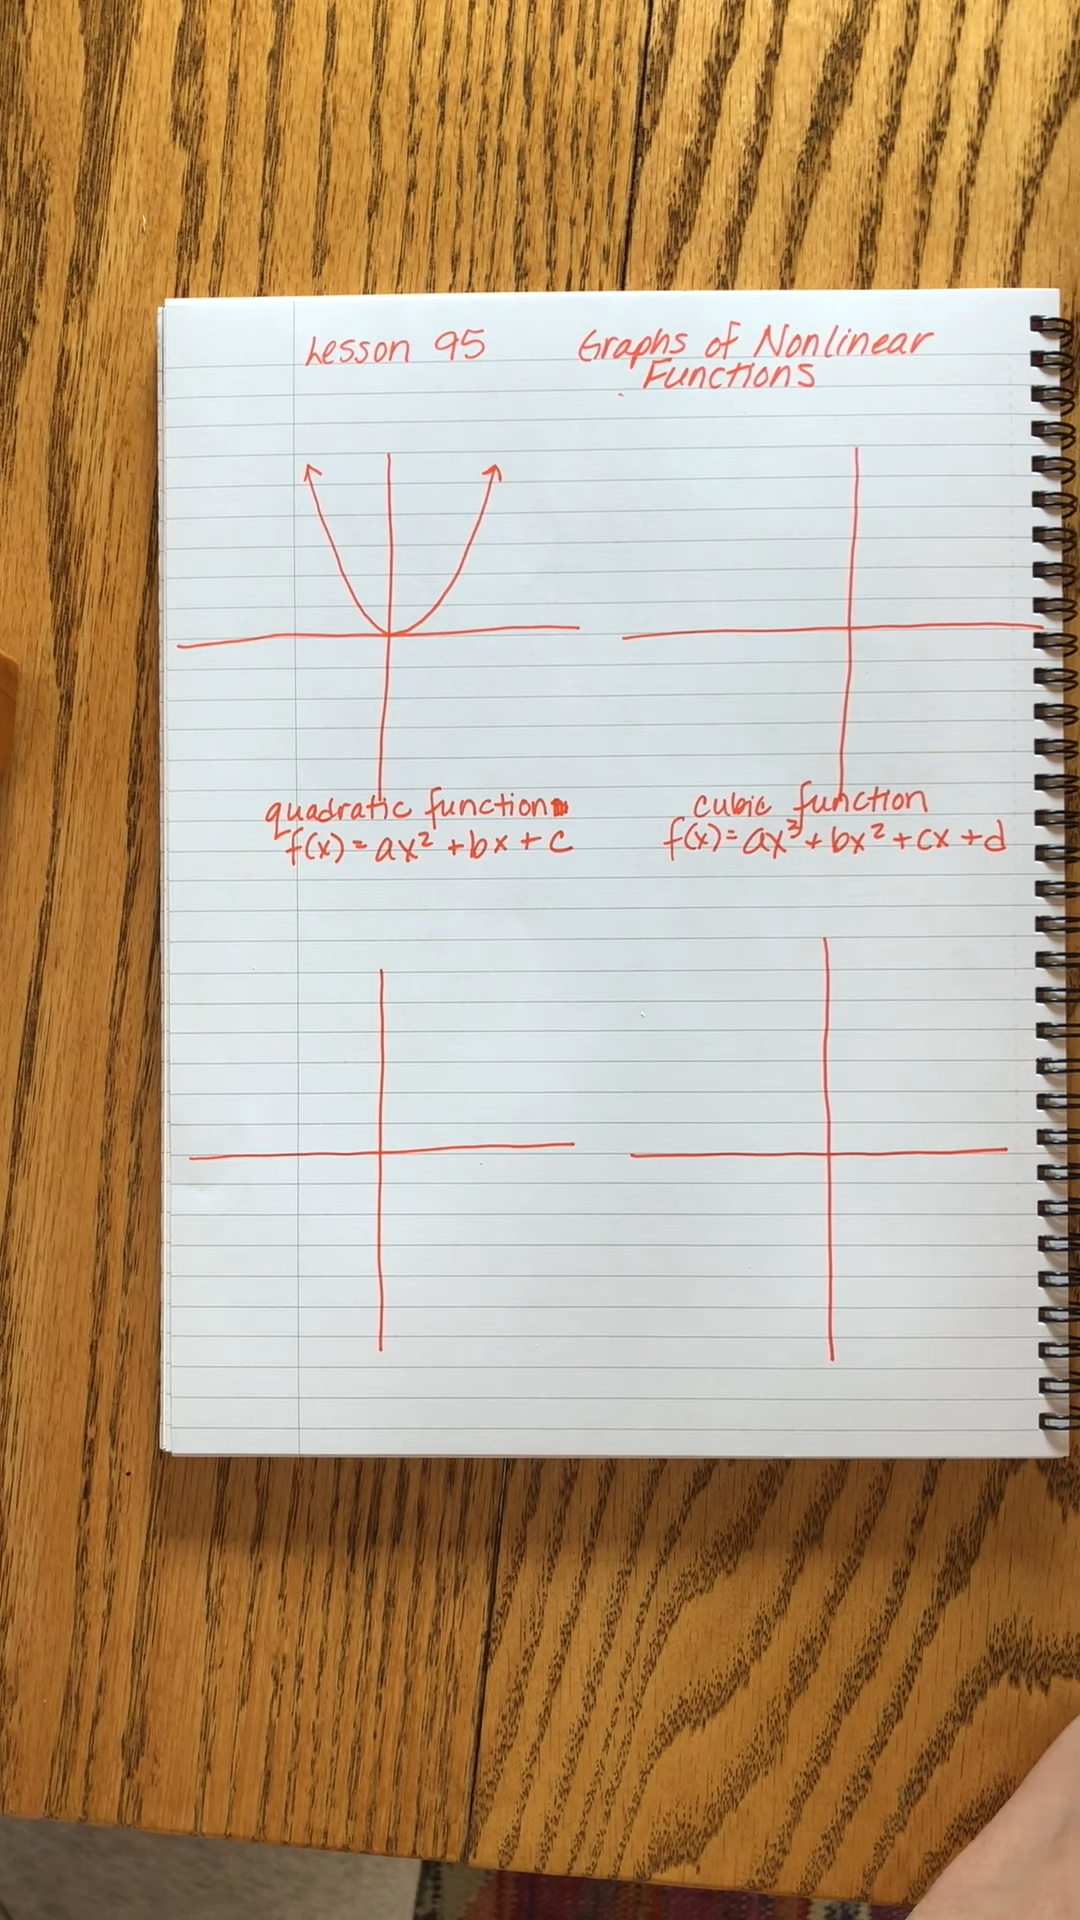 Lesson 95
Graphs of Nonlinear
Functions
quadratic function
f(x) = ax² + bx + c
cubic function
f(x) = ax³ + bx² + cx + d